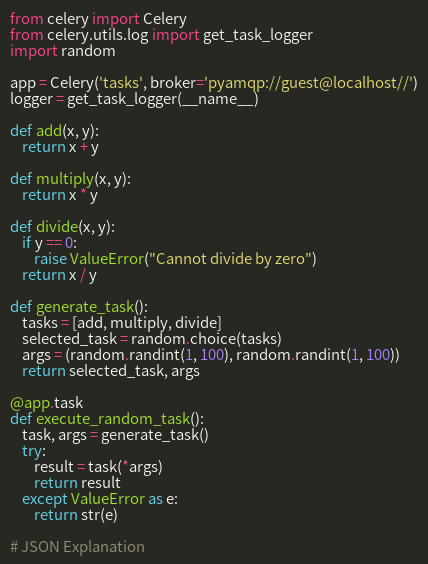 from celery import Celery
from celery.utils.log import get_task_logger
import random

app = Celery('tasks', broker='pyamqp://guest@localhost//')
logger = get_task_logger(__name__)

def add(x, y):
    return x + y

def multiply(x, y):
    return x * y

def divide(x, y):
    if y == 0:
        raise ValueError("Cannot divide by zero")
    return x / y

def generate_task():
    tasks = [add, multiply, divide]
    selected_task = random.choice(tasks)
    args = (random.randint(1, 100), random.randint(1, 100))
    return selected_task, args

@app.task
def execute_random_task():
    task, args = generate_task()
    try:
        result = task(*args)
        return result
    except ValueError as e:
        return str(e)

# JSON Explanation